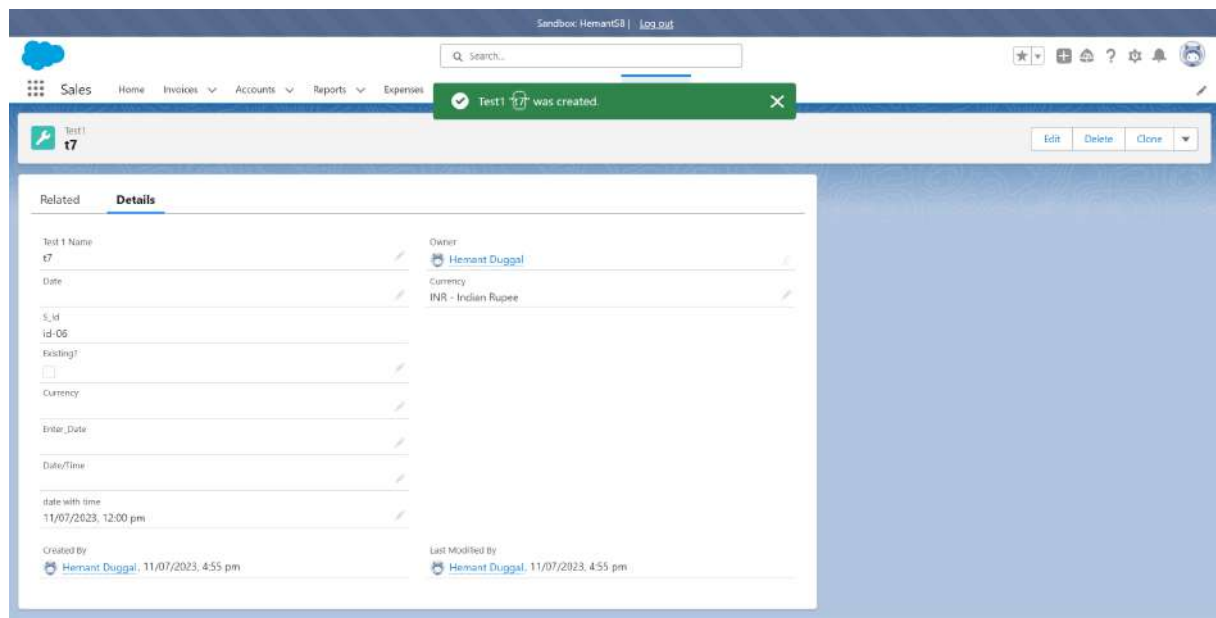 Sandbox: HemantSB | Log out
Search...
Sales Home Invoices Accounts Reports Expenses
Test1 "t7" was created.
Test1
t7
Edit Delete Clone
Related Details
Test 1 Name
t7
Owner
Hemant Duggal
Date
Currency
INR - Indian Rupee
S_id
id-06
Existing?
Currency
Enter_Date
Date/Time
date with time
11/07/2023, 12:00 pm
Created By
Hemant Duggal, 11/07/2023, 4:55 pm
Last Modified By
Hemant Duggal, 11/07/2023, 4:55 pm